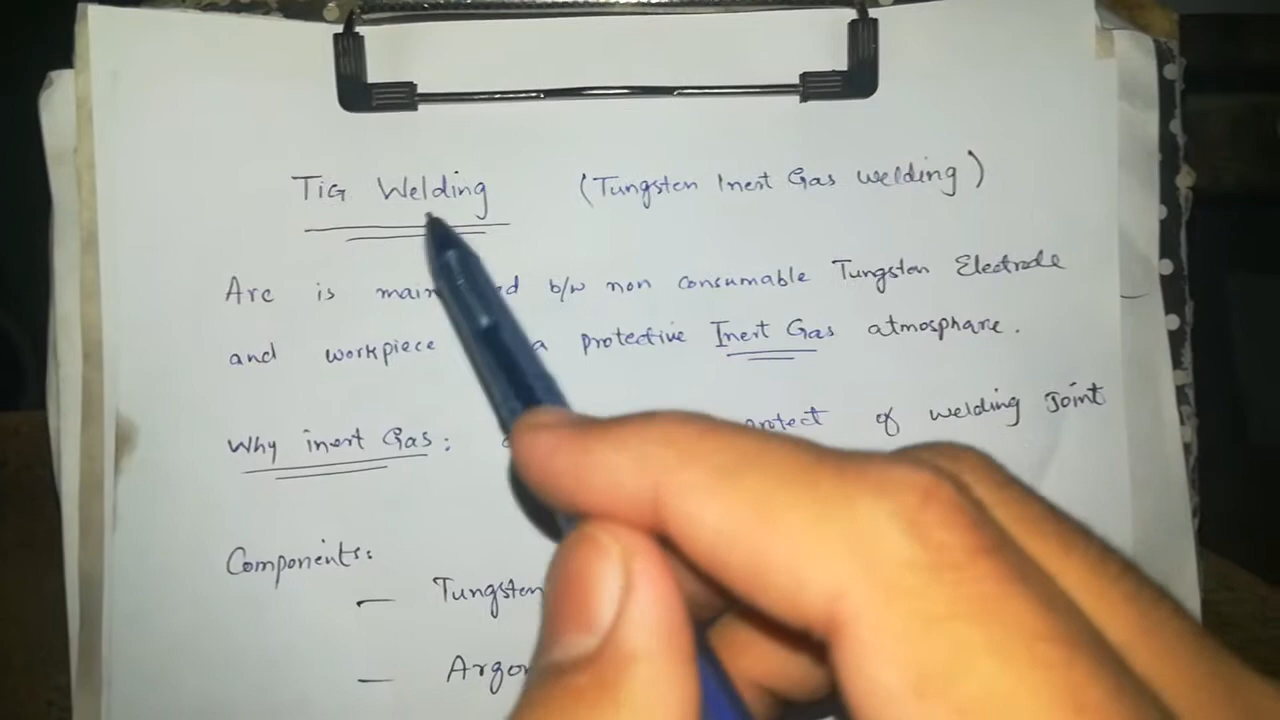 TiG Welding (Tungsten Inert Gas welding)
Arc is b/w non consumable Tungsten Electrode
and workpiece a protective Inert Gas atmosphare.
Why inert Gas: of welding Joint
Components:
— Tungsten
— Argon